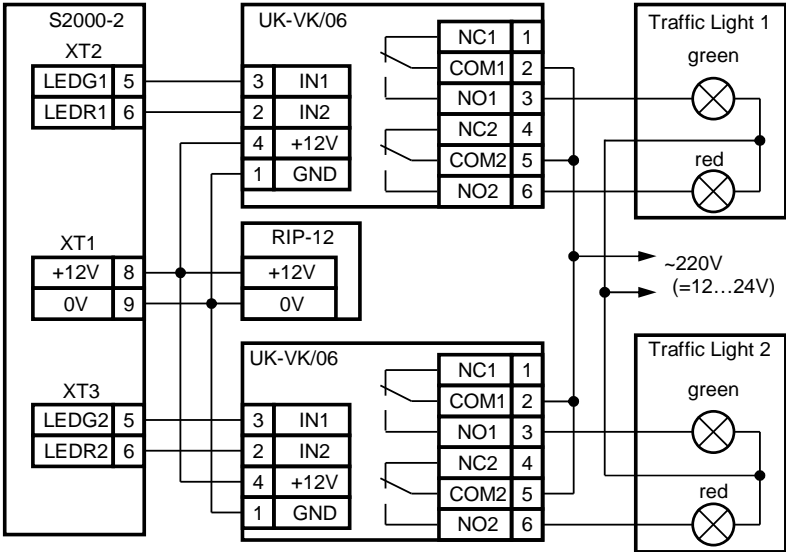 S2000-2
XT2
LEDG1 5
LEDR1 6
XT1
+12V 8
0V 9
XT3
LEDG2 5
LEDR2 6
UK-VK/06
3 IN1
2 IN2
4 +12V
1 GND
NC1 1
COM1 2
NO1 3
NC2 4
COM2 5
NO2 6
RIP-12
+12V
0V
UK-VK/06
3 IN1
2 IN2
4 +12V
1 GND
NC1 1
COM1 2
NO1 3
NC2 4
COM2 5
NO2 6
Traffic Light 1
green
red
~220V
(=12…24V)
Traffic Light 2
green
red